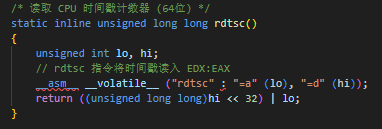 /* 读取 CPU 时间戳计数器 (64位) */
static inline unsigned long long rdtsc()
{
    unsigned int lo, hi;
    // rdtsc 指令将时间戳读入 EDX:EAX
    __asm__ __volatile__ ("rdtsc" : "=a" (lo), "=d" (hi));
    return ((unsigned long long)hi << 32) | lo;
}